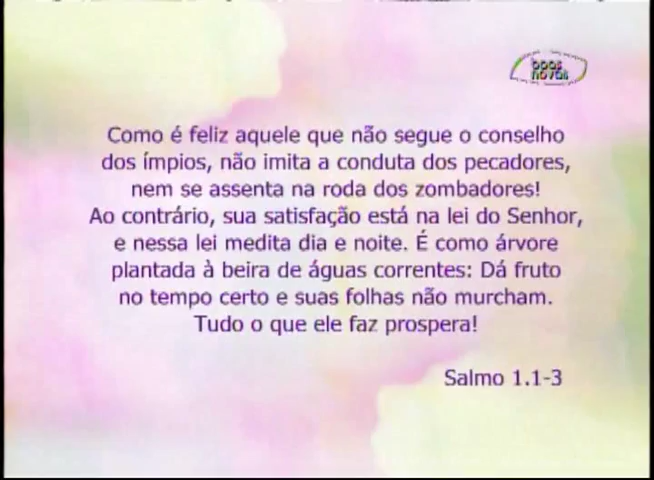 boas
novas
Como é feliz aquele que não segue o conselho
dos ímpios, não imita a conduta dos pecadores,
nem se assenta na roda dos zombadores!
Ao contrário, sua satisfação está na lei do Senhor,
e nessa lei medita dia e noite. É como árvore
plantada à beira de águas correntes: Dá fruto
no tempo certo e suas folhas não murcham.
Tudo o que ele faz prospera!
Salmo 1.1-3